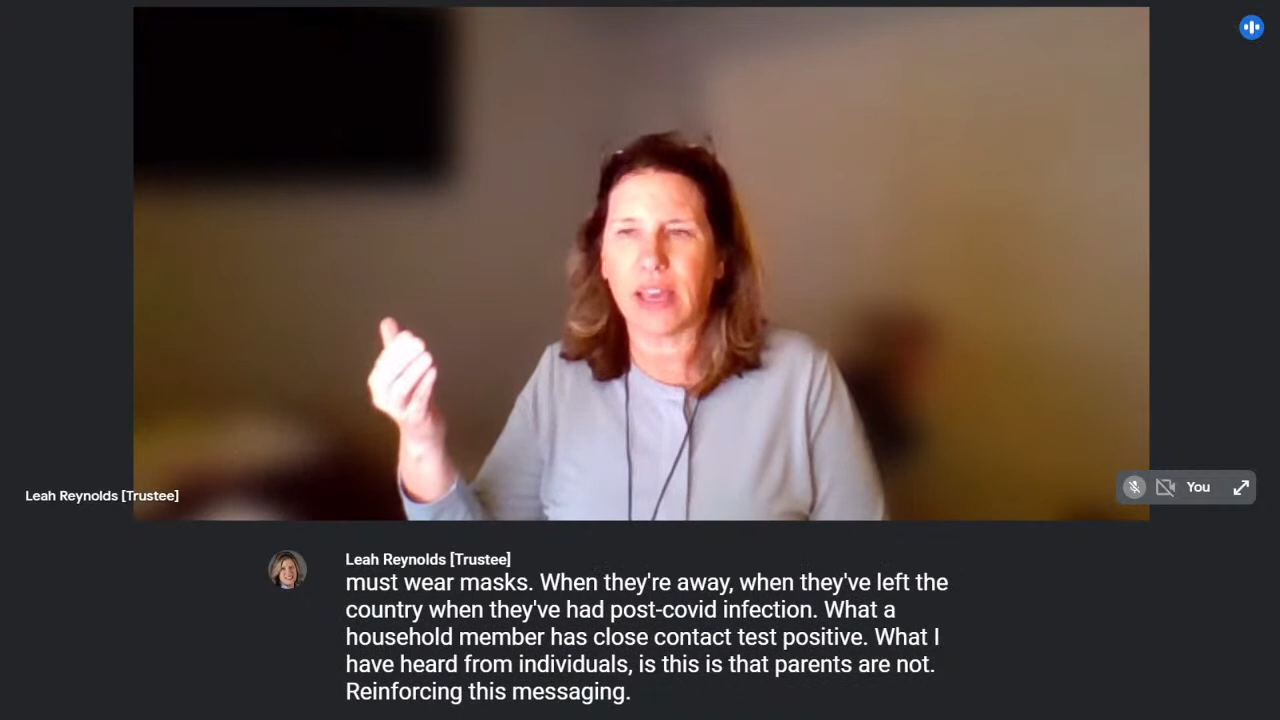 Leah Reynolds [Trustee]
You
Leah Reynolds [Trustee]
must wear masks. When they're away, when they've left the
country when they've had post-covid infection. What a
household member has close contact test positive. What I
have heard from individuals, is this is that parents are not.
Reinforcing this messaging.